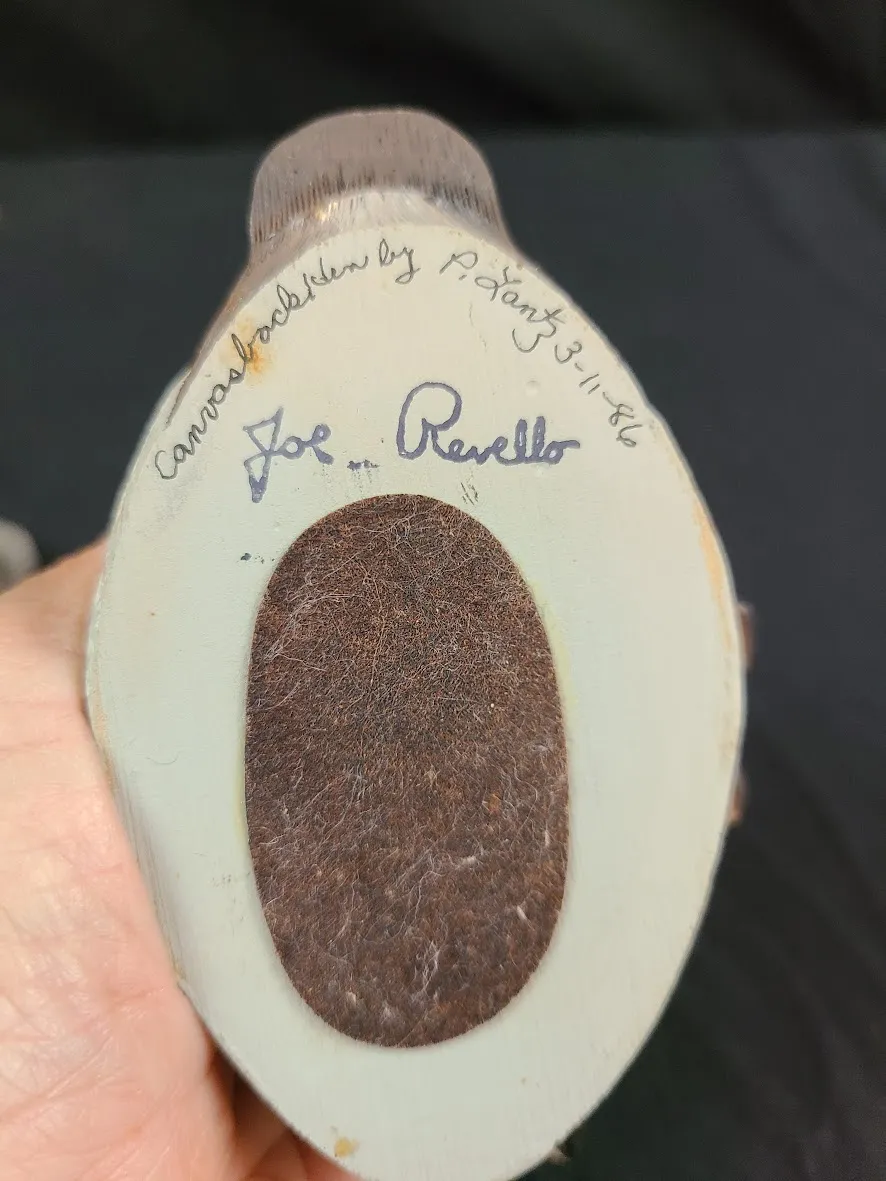 Canvasback Hen by P. Lantz 3-11-86
Joe Revello